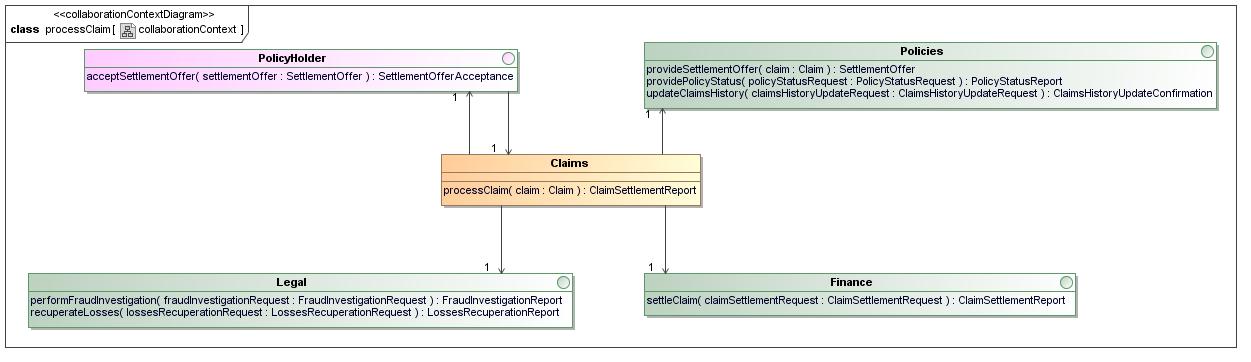 <<collaborationContextDiagram>>
class processClaim[ collaborationContext ]
PolicyHolder
acceptSettlementOffer( settlementOffer : SettlementOffer ) : SettlementOfferAcceptance
Policies
provideSettlementOffer( claim : Claim ) : SettlementOffer
providePolicyStatus( policyStatusRequest : PolicyStatusRequest ) : PolicyStatusReport
updateClaimsHistory( claimsHistoryUpdateRequest : ClaimsHistoryUpdateRequest ) : ClaimsHistoryUpdateConfirmation
1
1
1
Claims
processClaim( claim : Claim ) : ClaimSettlementReport
1
1
Legal
performFraudInvestigation( fraudInvestigationRequest : FraudInvestigationRequest ) : FraudInvestigationReport
recuperateLosses( lossesRecuperationRequest : LossesRecuperationRequest ) : LossesRecuperationReport
Finance
settleClaim( claimSettlementRequest : ClaimSettlementRequest ) : ClaimSettlementReport